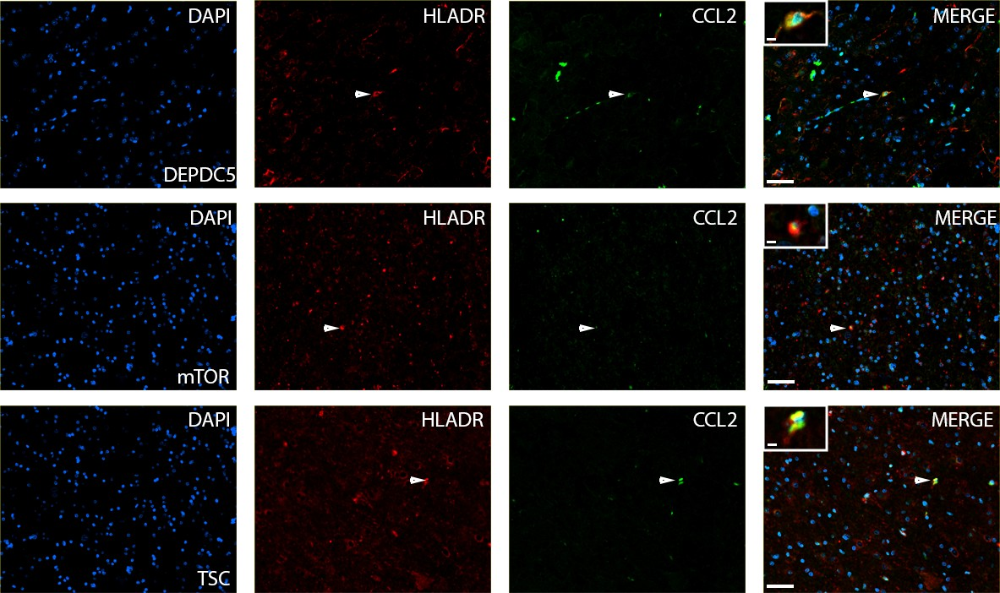 DAPI
HLADR
CCL2
MERGE
DEPDC5
DAPI
HLADR
CCL2
MERGE
mTOR
DAPI
HLADR
CCL2
MERGE
TSC